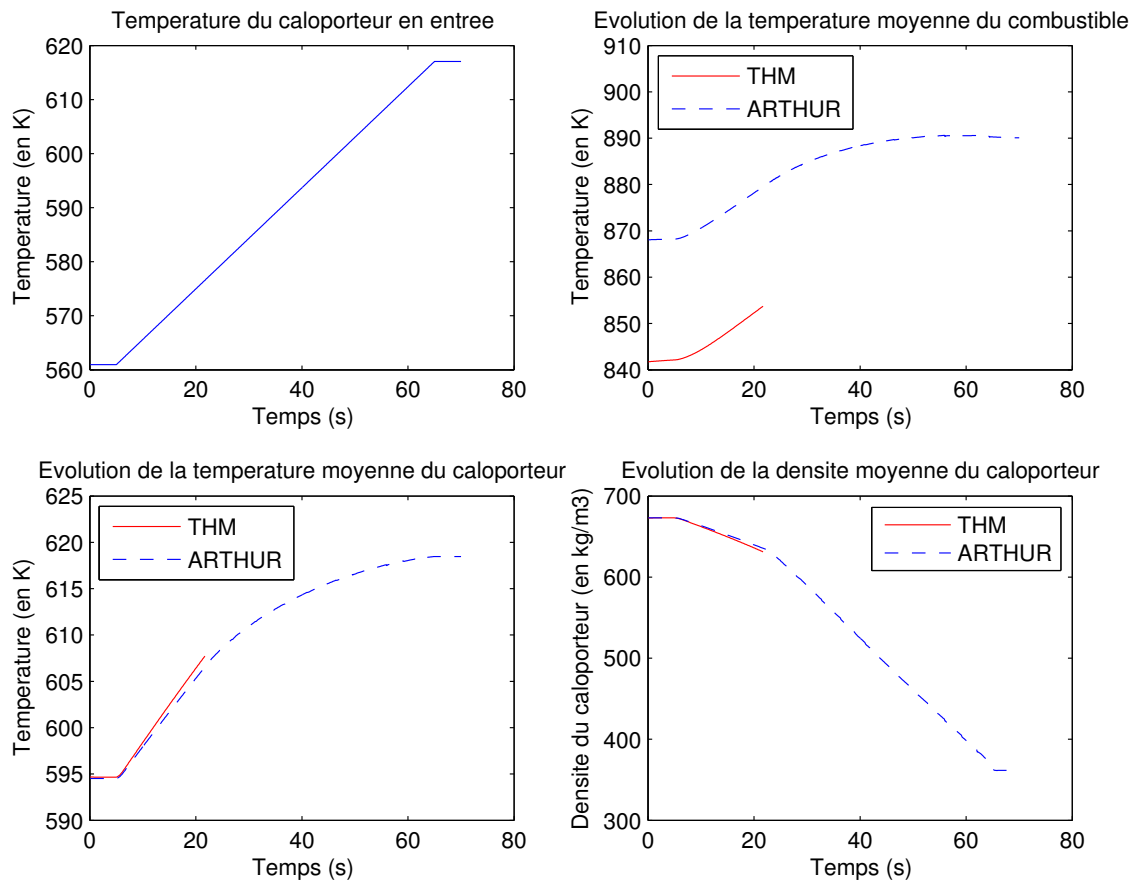 Temperature du caloporteur en entree
620
610
600
590
580
570
560
Temperature (en K)
0 20 40 60 80
Temps (s)
Evolution de la temperature moyenne du combustible
910
900
890
880
870
860
850
840
Temperature (en K)
THM
ARTHUR
0 20 40 60 80
Temps (s)
Evolution de la temperature moyenne du caloporteur
625
620
615
610
605
600
595
590
Temperature (en K)
THM
ARTHUR
0 20 40 60 80
Temps (s)
Evolution de la densite moyenne du caloporteur
700
600
500
400
300
Densite du caloporteur (en kg/m3)
THM
ARTHUR
0 20 40 60 80
Temps (s)